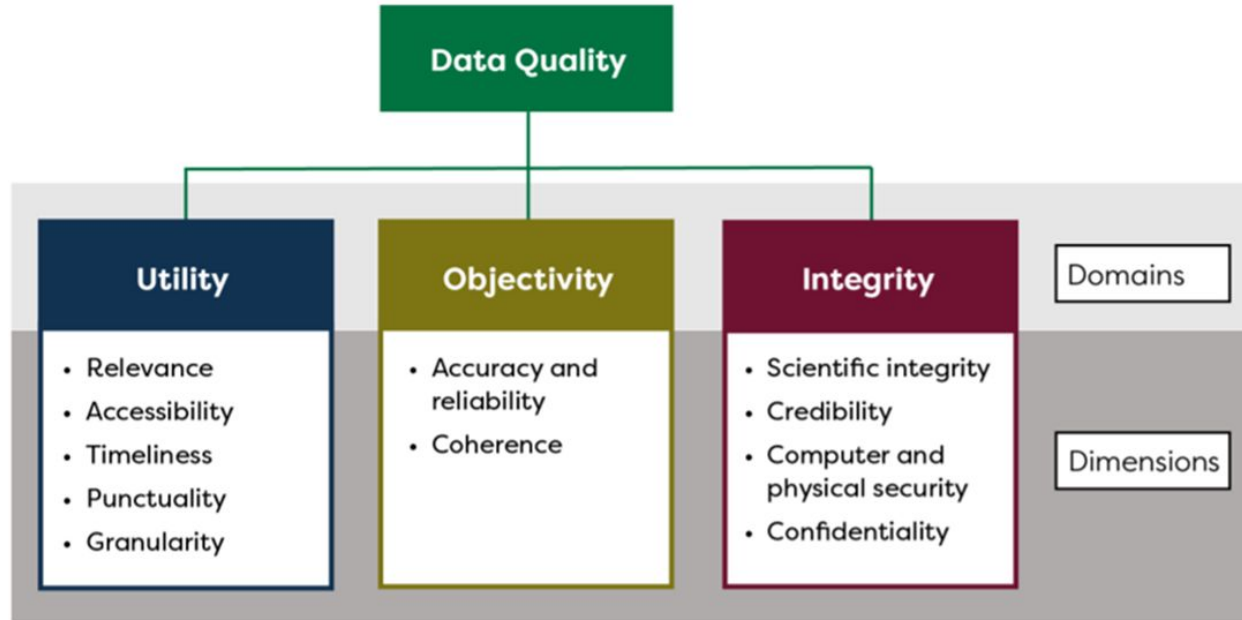 Data Quality
Utility
Objectivity
Integrity
Domains
• Relevance
• Accessibility
• Timeliness
• Punctuality
• Granularity
• Accuracy and
reliability
• Coherence
• Scientific integrity
• Credibility
• Computer and
physical security
• Confidentiality
Dimensions